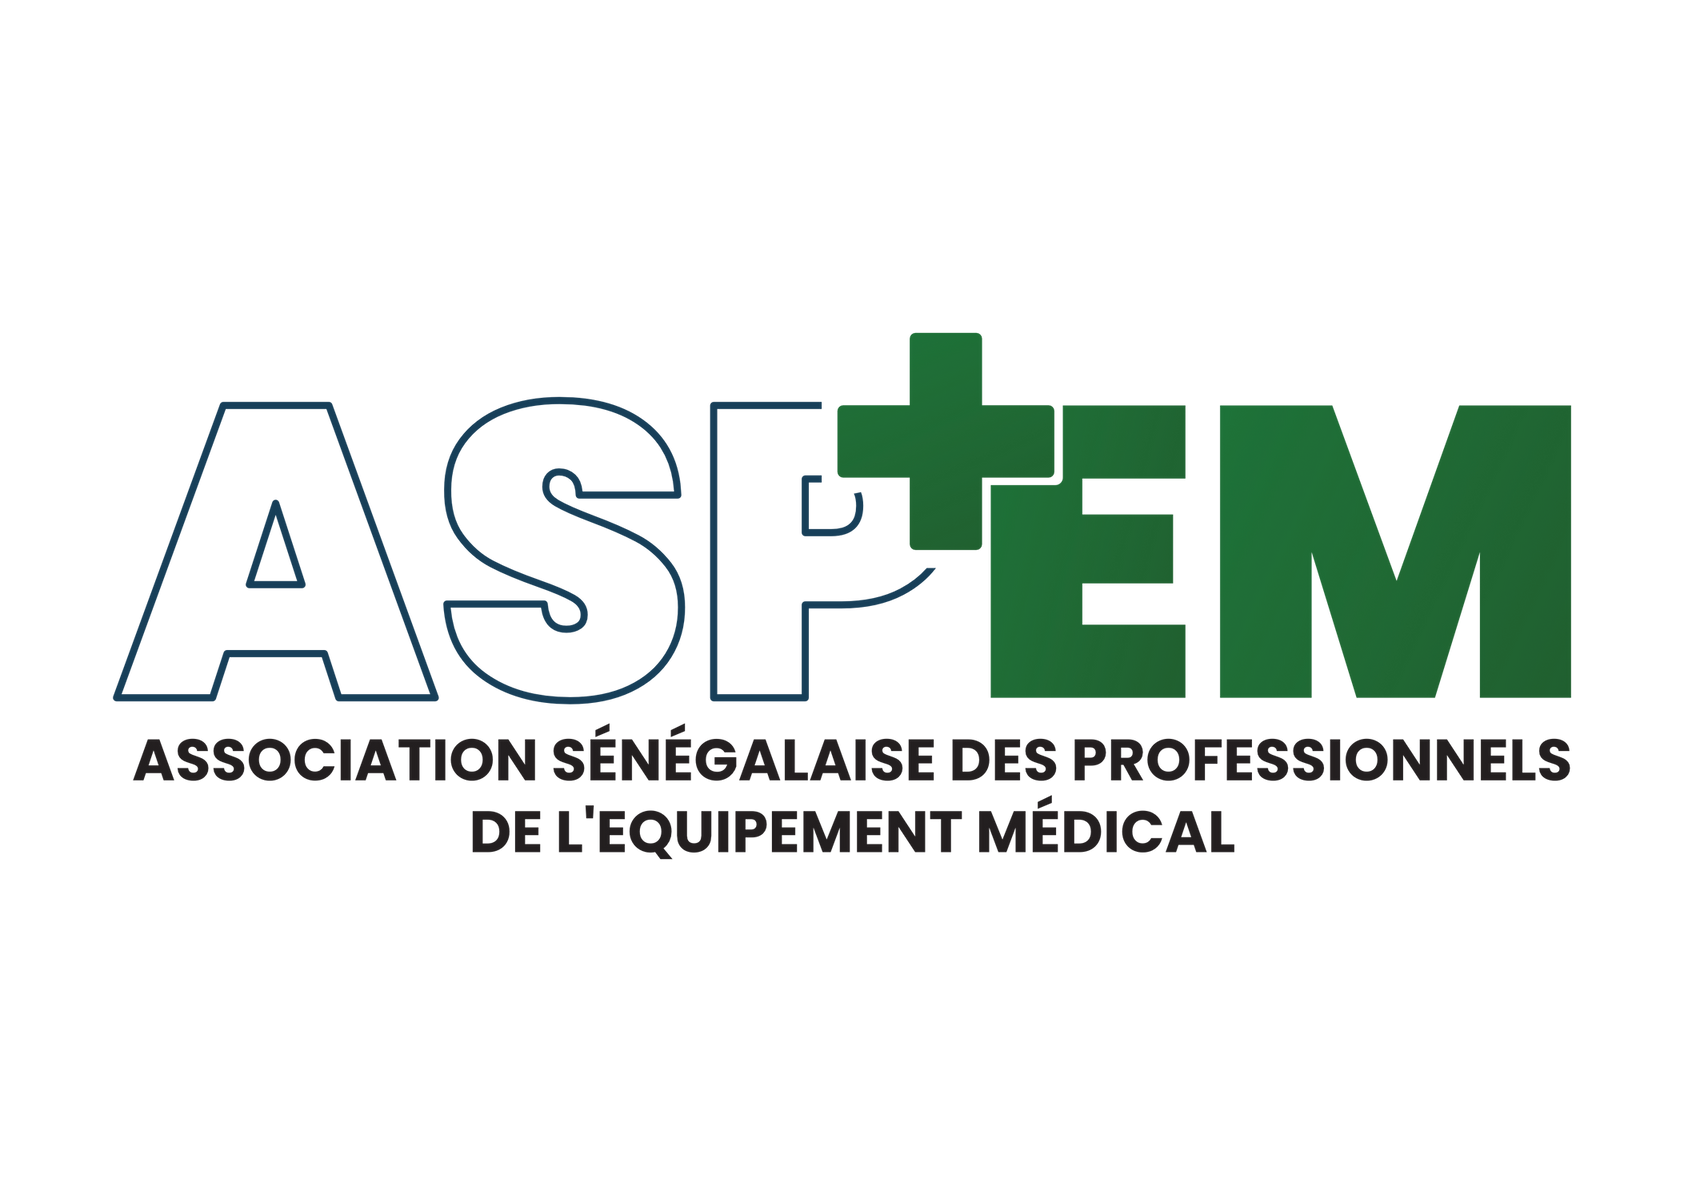 ASPEM
ASSOCIATION SÉNÉGALAISE DES PROFESSIONNELS
DE L'EQUIPEMENT MÉDICAL